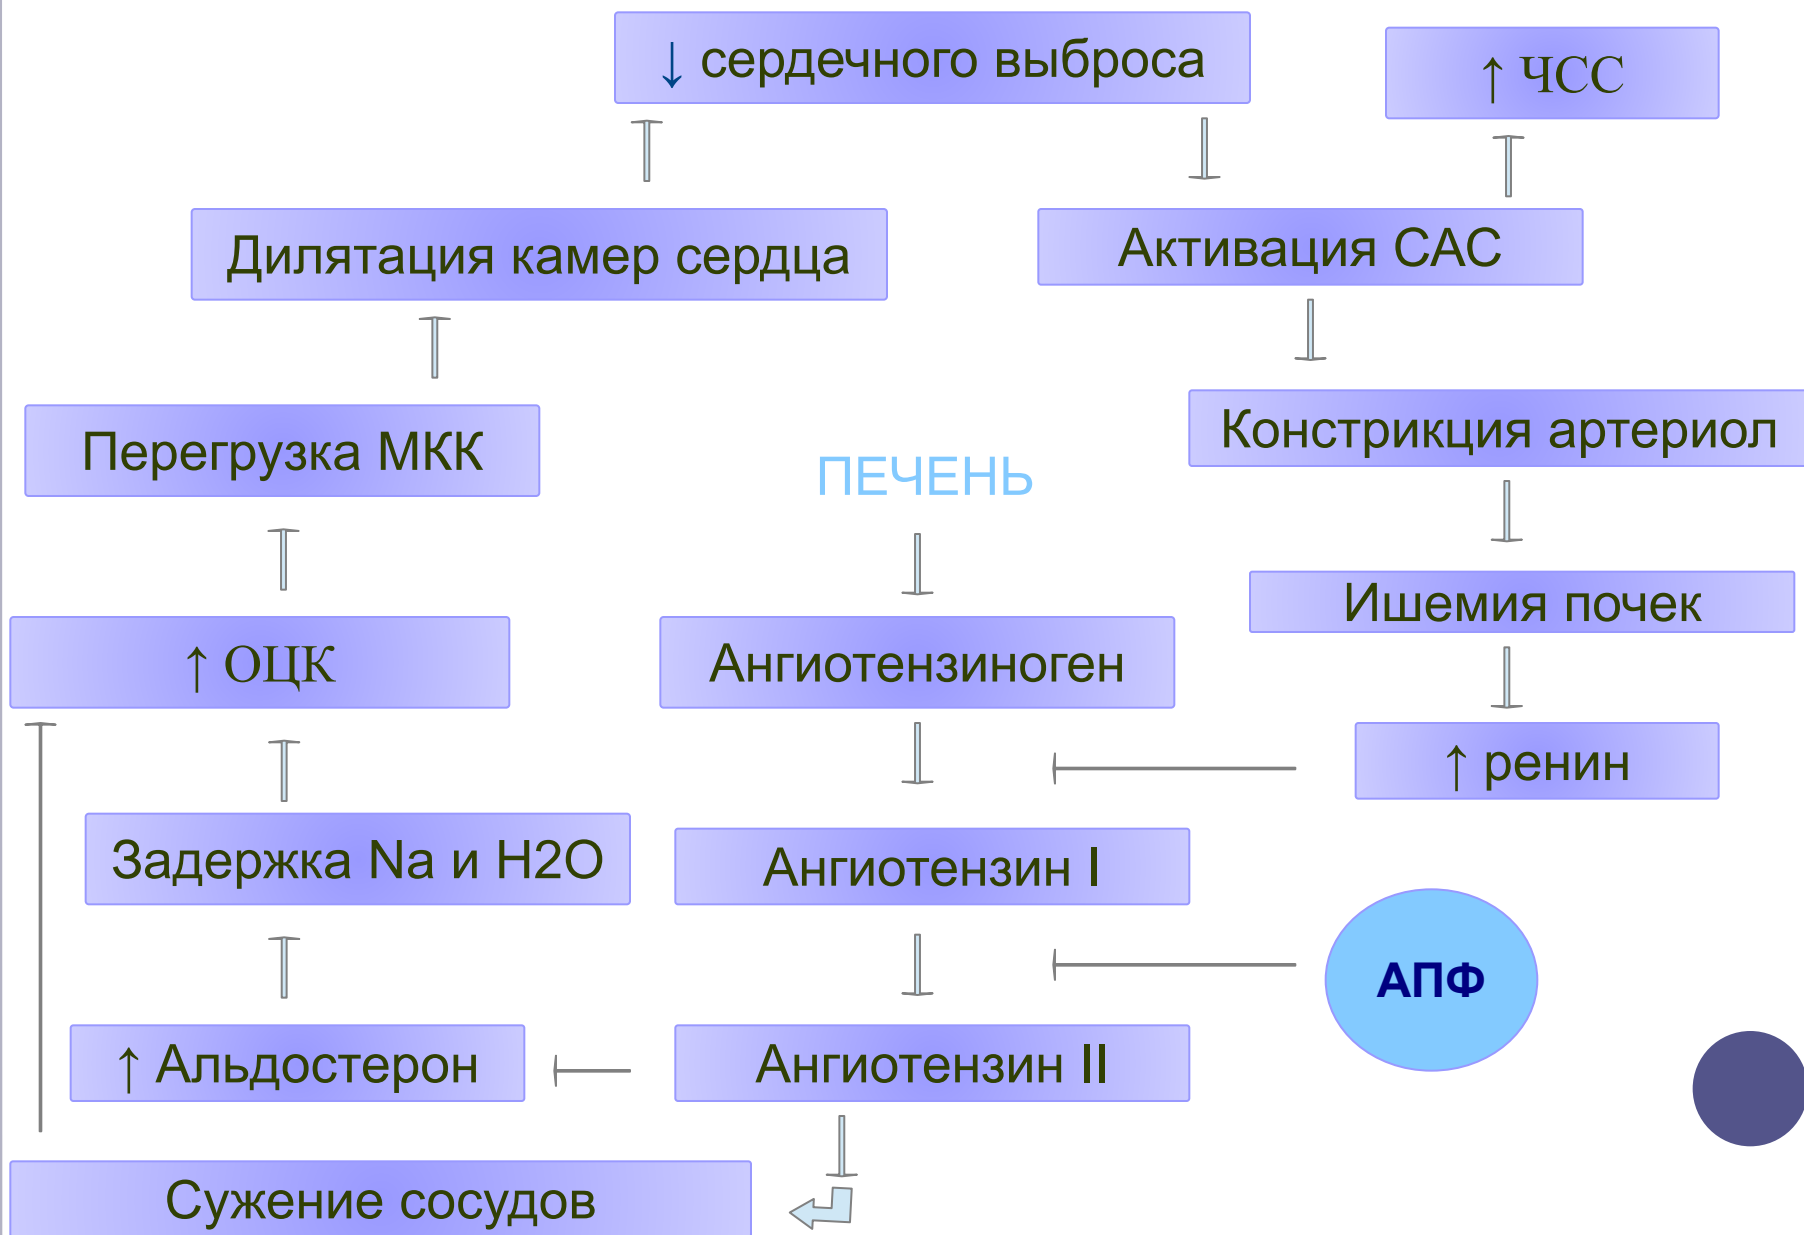 ↓ сердечного выброса
↑ ЧСС
Дилятация камер сердца
Активация САС
Перегрузка МКК
Констрикция артериол
ПЕЧЕНЬ
Ишемия почек
↑ ОЦК
Ангиотензиноген
↑ ренин
Задержка Na и H2O
Ангиотензин I
АПФ
↑ Альдостерон
Ангиотензин II
Сужение сосудов